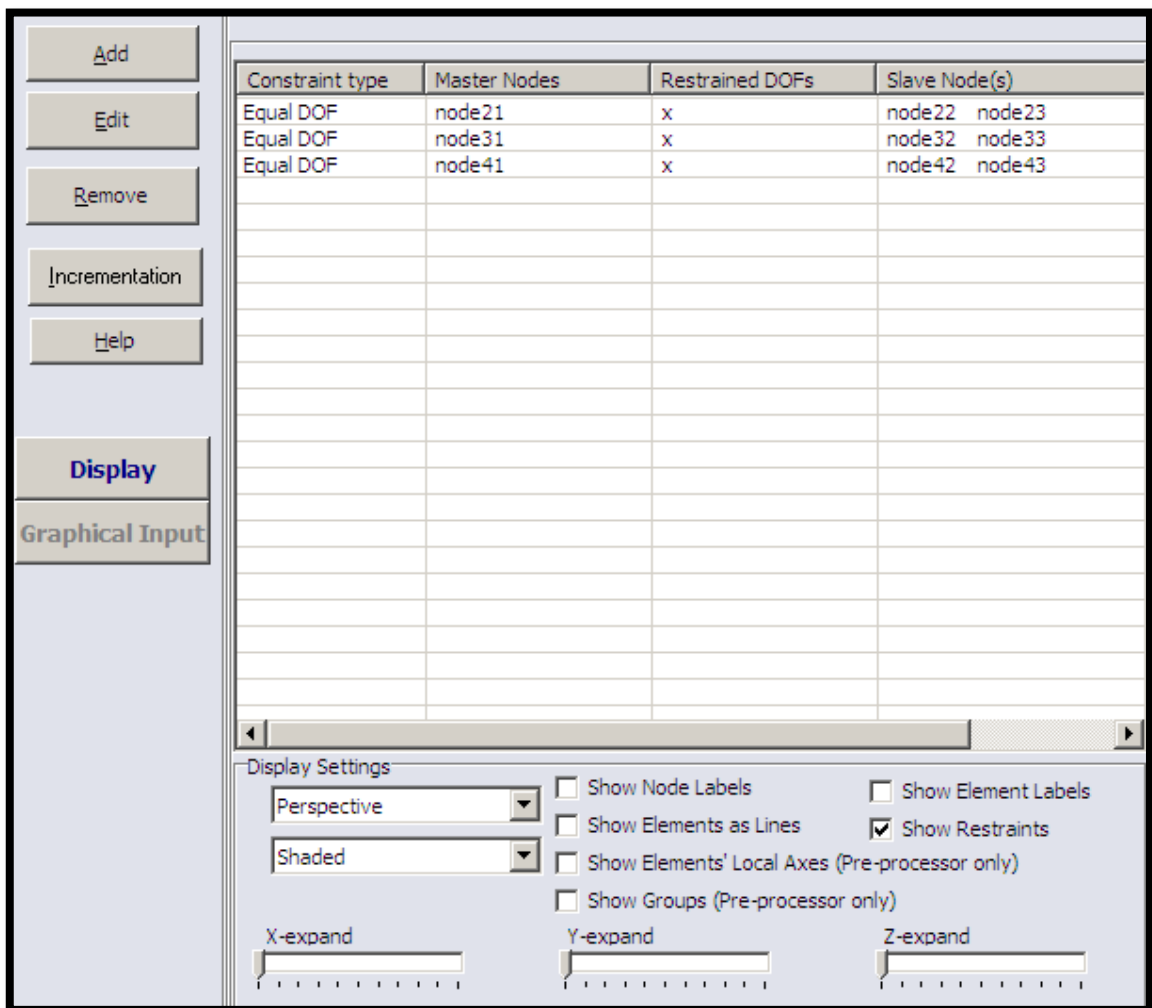 Add
Edit
Remove
Incrementation
Help
Display
Graphical Input
Constraint type Master Nodes Restrained DOFs Slave Node(s)
Equal DOF node21 x node22 node23
Equal DOF node31 x node32 node33
Equal DOF node41 x node42 node43
Display Settings
Perspective
Shaded
Show Node Labels
Show Element Labels
Show Elements as Lines
Show Restraints
Show Elements' Local Axes (Pre-processor only)
Show Groups (Pre-processor only)
X-expand Y-expand Z-expand